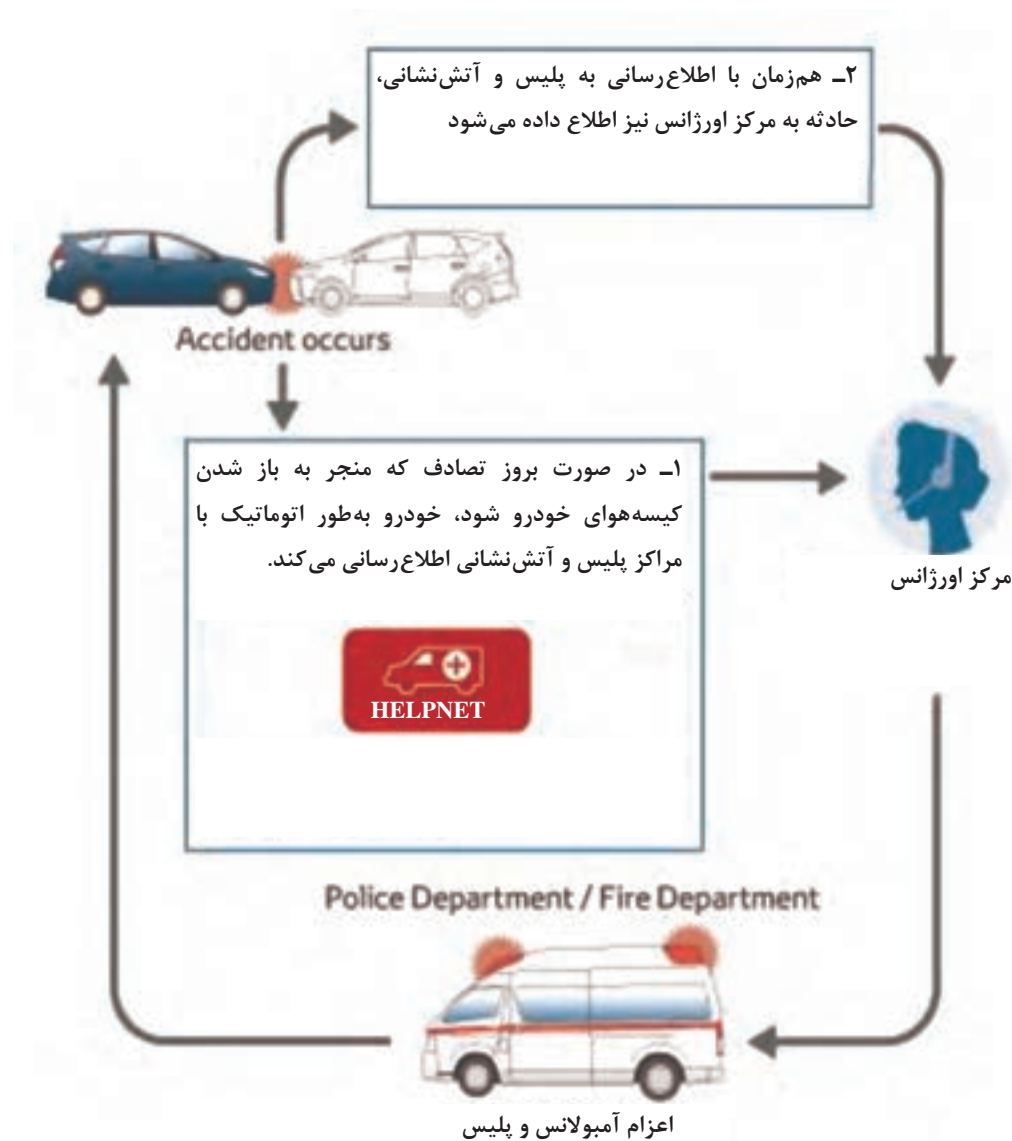 ۲ـ هم‌زمان با اطلاع‌رسانی به پلیس و آتش‌نشانی،
حادثه به مرکز اورژانس نیز اطلاع داده می‌شود
Accident occurs
۱ـ در صورت بروز تصادف که منجر به باز شدن
کیسه‌هوای خودرو شود، خودرو به‌طور اتوماتیک با
مراکز پلیس و آتش‌نشانی اطلاع‌رسانی می‌کند.
HELPNET
مرکز اورژانس
Police Department / Fire Department
اعزام آمبولانس و پلیس